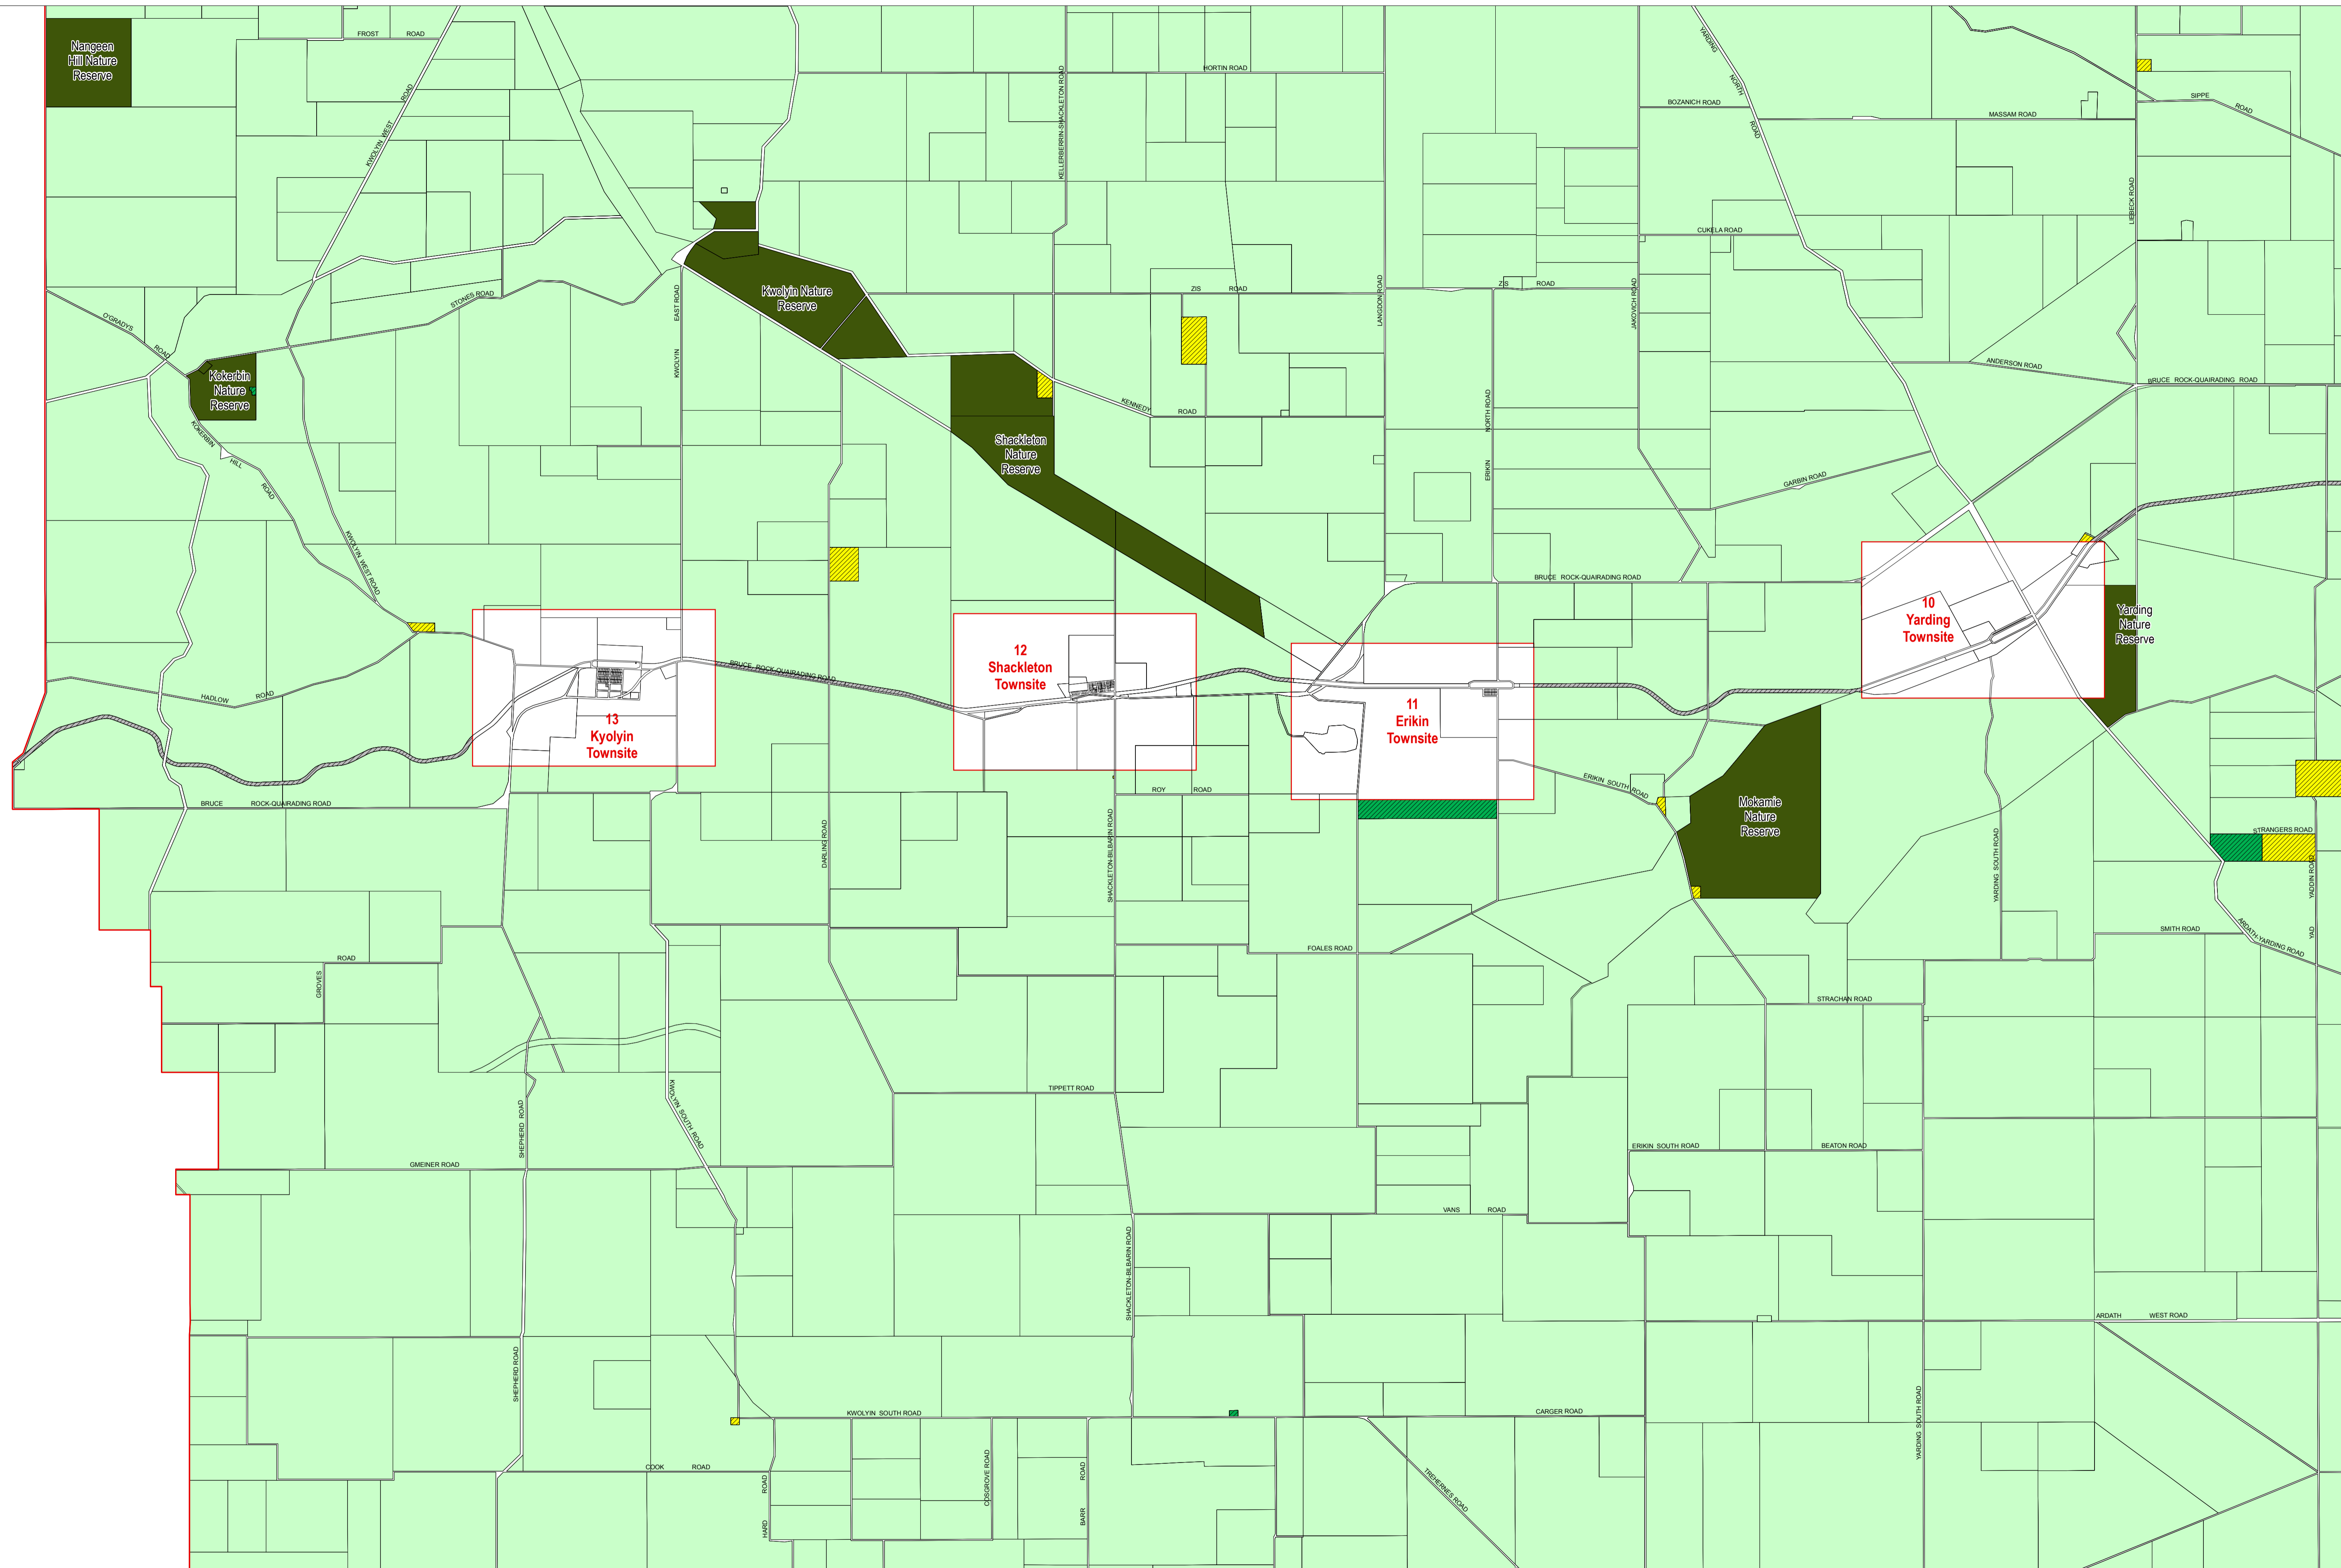 Nangeen
Hill Nature
Reserve
FROST ROAD
KWOLYIN WEST ROAD
KELLERBERRIN-SHACKLETON ROAD
HORTIN ROAD
YARDING NORTH ROAD
BOZANICH ROAD
MASSAM ROAD
SIPPE ROAD
LIEBECK ROAD
CUKELA ROAD
O'GRADYS ROAD
STONES ROAD
KWOLYIN EAST ROAD
Kwolyin Nature
Reserve
ZIS ROAD
LANGDON ROAD
ZIS ROAD
JAKOVICH ROAD
ANDERSON ROAD
BRUCE ROCK-QUAIRADING ROAD
Kokerbin
Nature
Reserve
KOKERBIN HILL ROAD
KENNEDY ROAD
Shackleton
Nature
Reserve
ERIKIN NORTH ROAD
GARBIN ROAD
KWOLYIN WEST ROAD
BRUCE ROCK-QUAIRADING ROAD
10
Yarding
Townsite
Yarding
Nature
Reserve
12
Shackleton
Townsite
BRUCE ROCK-QUAIRADING ROAD
HADLOW ROAD
13
Kyolyin
Townsite
11
Erikin
Townsite
ERIKIN SOUTH ROAD
Mokamie
Nature
Reserve
BRUCE ROCK-QUAIRADING ROAD
ROY ROAD
DARLING ROAD
SHACKLETON-BILBARIN ROAD
YARDING SOUTH ROAD
STRANGERS ROAD
YADDIN ROAD
YAD
ARDATH-YARDING ROAD
SMITH ROAD
FOALES ROAD
ROAD
GROVES
STRACHAN ROAD
TIPPETT ROAD
KWOLYIN SOUTH ROAD
SHEPHERD ROAD
GMEINER ROAD
ERIKIN SOUTH ROAD
BEATON ROAD
VANS ROAD
SHACKLETON-BILBARIN ROAD
ARDATH WEST ROAD
SHEPHERD ROAD
KWOLYIN SOUTH ROAD
CARGER ROAD
YARDING SOUTH ROAD
COOK ROAD
HARD ROAD
COSGROVE ROAD
BARR ROAD
TREHERNES ROAD